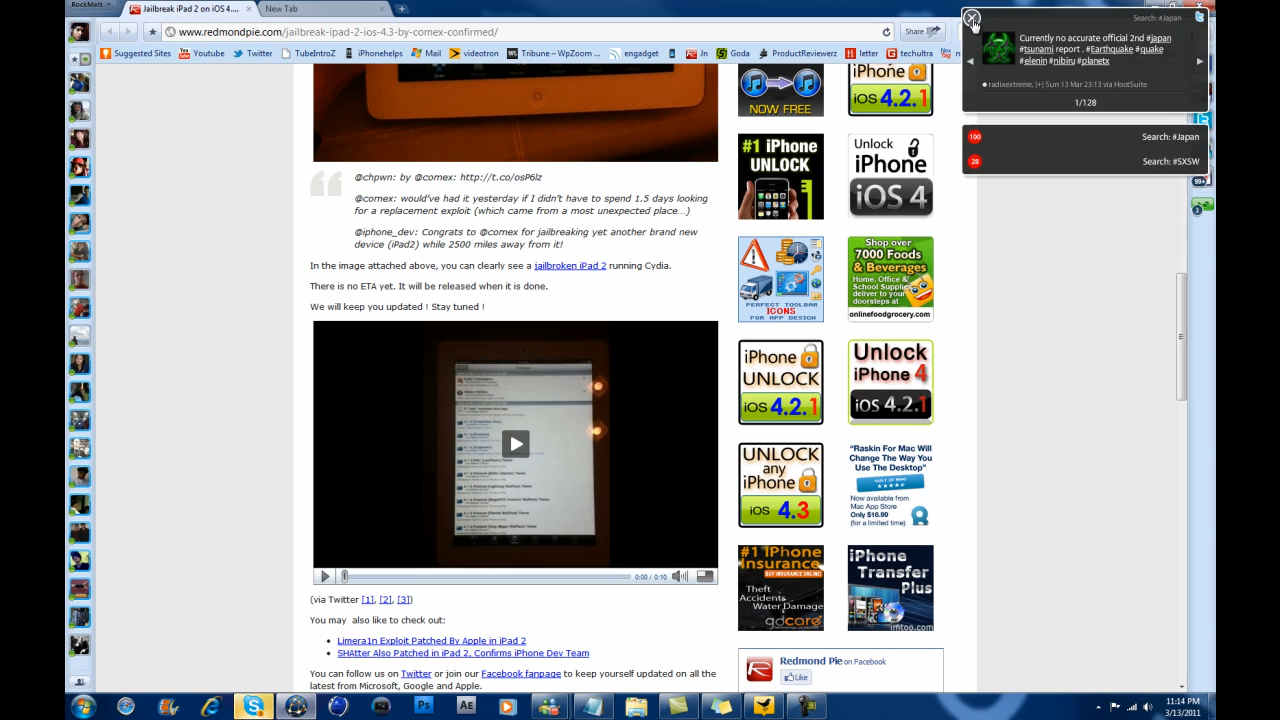 RockMelt.
Jailbreak iPad 2 on iOS 4....
New Tab
www.redmondpie.com/jailbreak-ipad-2-ios-4.3-by-comex-confirmed/
Share
Suggested Sites
Youtube
Twitter
TubeIntroZ
iPhonehelps
Mail
videotron
Tribune – WpZoom ...
engadget
Jn
Goda
ProductReviewerz
techultra
Search: #Japan
Currently no accurate official 2nd #japan
#tsunami report . #Earthquake #quake
#elenin #nibiru #planetx
radixextreme, [+] Sun 13 Mar 23:13 via HootSuite
1/128
100
Search: #Japan
28
Search: #SXSW
99+
3
@chpwn: by @comex: http://t.co/osP6lz
@comex: would've had it yesterday if I didn't have to spend 1.5 days looking
for a replacement exploit (which came from a most unexpected place...)
@iphone_dev: Congrats to @comex for jailbreaking yet another brand new
device (iPad2) while 2500 miles away from it!
In the image attached above, you can clearly see a jailbroken iPad 2 running Cydia.
There is no ETA yet. It will be released when it is done.
We will keep you updated ! Stay tuned !
0:00 / 0:10
(via Twitter [1], [2], [3])
You may also like to check out:
Limera1n Exploit Patched By Apple in iPad 2
SHAtter Also Patched in iPad 2, Confirms iPhone Dev Team
You can follow us on Twitter or join our Facebook fanpage to keep yourself updated on all the
latest from Microsoft, Google and Apple.
NOW FREE
iPhone
iOS 4.2.1
#1 iPhone
UNLOCK
Unlock
iPhone
iOS 4
PERFECT TOOLBAR
ICONS
FOR APP DESIGN
Shop over
7000 Foods
& Beverages
Home, Office &
School Supplies
deliver to your
doorsteps at
onlinefoodgrocery.com
iPhone
UNLOCK
iOS 4.2.1
Unlock
iPhone 4
iOS 4.2.1
UNLOCK
any
iPhone
iOS 4.3
"Raskin For Mac Will
Change The Way You
Use The Desktop"
CULT OF MAC
Now available from
Mac App Store
Only $18.99
(for a limited time)
#1 iPhone
Insurance
BUY INSURANCE ONLINE!
Theft
Accidents
Water Damage
gocare
iPhone
Transfer
Plus
imtoo.com
Redmond Pie on Facebook
Like
Ps
AE
11:14 PM
3/13/2011